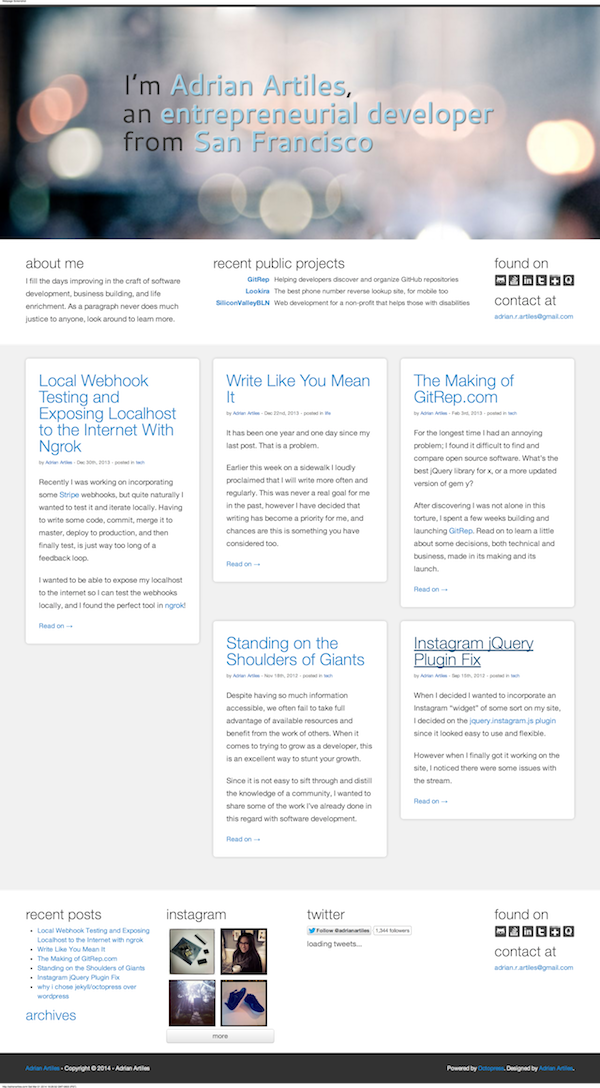 I'm Adrian Artiles,
an entrepreneurial developer
from San Francisco
about me
I fill the days improving in the craft of software
development, business building, and life
enrichment. As a paragraph never does much
justice to anyone, look around to learn more.
recent public projects
GitRep Helping developers discover and organize GitHub repositories
Lookira The best phone number reverse lookup site, for mobile too
SiliconValleyBLN Web development for a non-profit that helps those with disabilities
found on
contact at
adrian.r.artiles@gmail.com
Local Webhook
Testing and
Exposing Localhost
to the Internet With
Ngrok
by Adrian Artiles - Dec 30th, 2013 - posted in tech
Recently I was working on incorporating
some Stripe webhooks, but quite naturally I
wanted to test it and iterate locally. Having
to write some code, commit, merge it to
master, deploy to production, and then
finally test, is just way too long of a
feedback loop.
I wanted to be able to expose my localhost
to the internet so I can test the webhooks
locally, and I found the perfect tool in ngrok!
Read on →
Write Like You Mean
It
by Adrian Artiles - Dec 22nd, 2013 - posted in life
It has been one year and one day since my
last post. That is a problem.
Earlier this week on a sidewalk I loudly
proclaimed that I will write more often and
regularly. This was never a real goal for me
in the past, however I have decided that
writing has become a priority for me, and
chances are this is something you have
considered too.
Read on →
The Making of
GitRep.com
by Adrian Artiles - Feb 3rd, 2013 - posted in tech
For the longest time I had an annoying
problem; I found it difficult to find and
compare open source software. What's the
best jQuery library for x, or a more updated
version of gem y?
After discovering I was not alone in this
torture, I spent a few weeks building and
launching GitRep. Read on to learn a little
about some decisions, both technical and
business, made in its making and its
launch.
Read on →
Standing on the
Shoulders of Giants
by Adrian Artiles - Nov 19th, 2013 - posted in tech
Despite having so much information
accessible, we often fail to take full
advantage of available resources and
benefit from the work of others. When it
comes to trying to grow as a developer, this
is an excellent way to stunt your growth.
Since it is not easy to sift through and distill
the knowledge of a community, I wanted to
share some of the work I've already done in
this regard with software development.
Read on →
Instagram jQuery
Plugin Fix
by Adrian Artiles - Sep 15th, 2013 - posted in tech
When I decided I wanted to incorporate an
Instagram "widget" of some sort on my site,
I decided on the jquery.instagram.js plugin
since it looked easy to use and flexible.
However when I finally got it working on the
site, I noticed there were some issues with
the stream.
Read on →
recent posts
Local Webhook Testing and Exposing
Localhost to the Internet with ngrok
Write Like You Mean It
The Making of GitRep.com
Standing on the Shoulders of Giants
Instagram jQuery Plugin Fix
why i chose jekyll/octopress over
wordpress
archives
instagram
more
twitter
Follow @adrianartiles 1,344 followers
loading tweets...
found on
contact at
adrian.r.artiles@gmail.com
Adrian Artiles - Copyright © 2014 - Adrian Artiles
Powered by Octopress. Designed by Adrian Artiles.